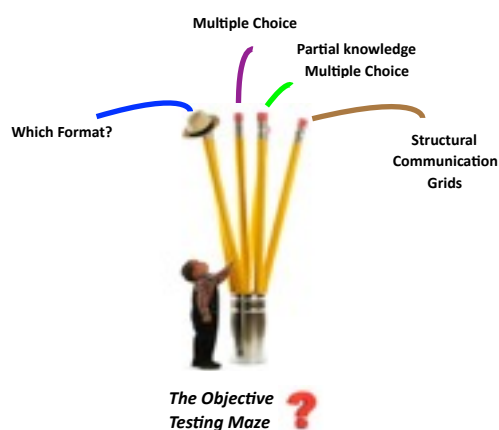 Multiple Choice
Partial knowledge
Multiple Choice
Which Format?
Structural
Communication
Grids
The Objective
Testing Maze ?